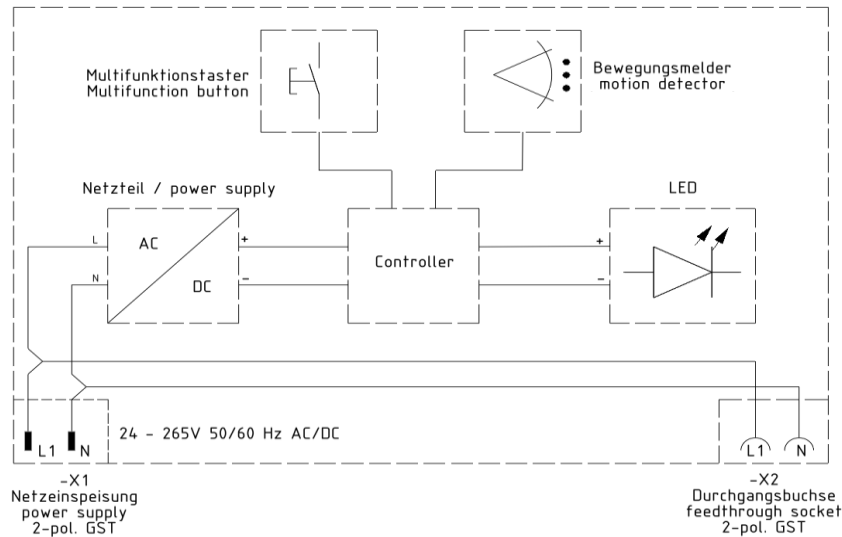 Multifunktionstaster
Multifunction button
Bewegungsmelder
motion detector
Netzteil / power supply
LED
L
AC
+
+
Controller
N
DC
-
-
24 - 265V 50/60 Hz AC/DC
L1
N
L1
N
-X1
Netzeinspeisung
power supply
2-pol. GST
-X2
Durchgangsbuchse
feedthrough socket
2-pol. GST